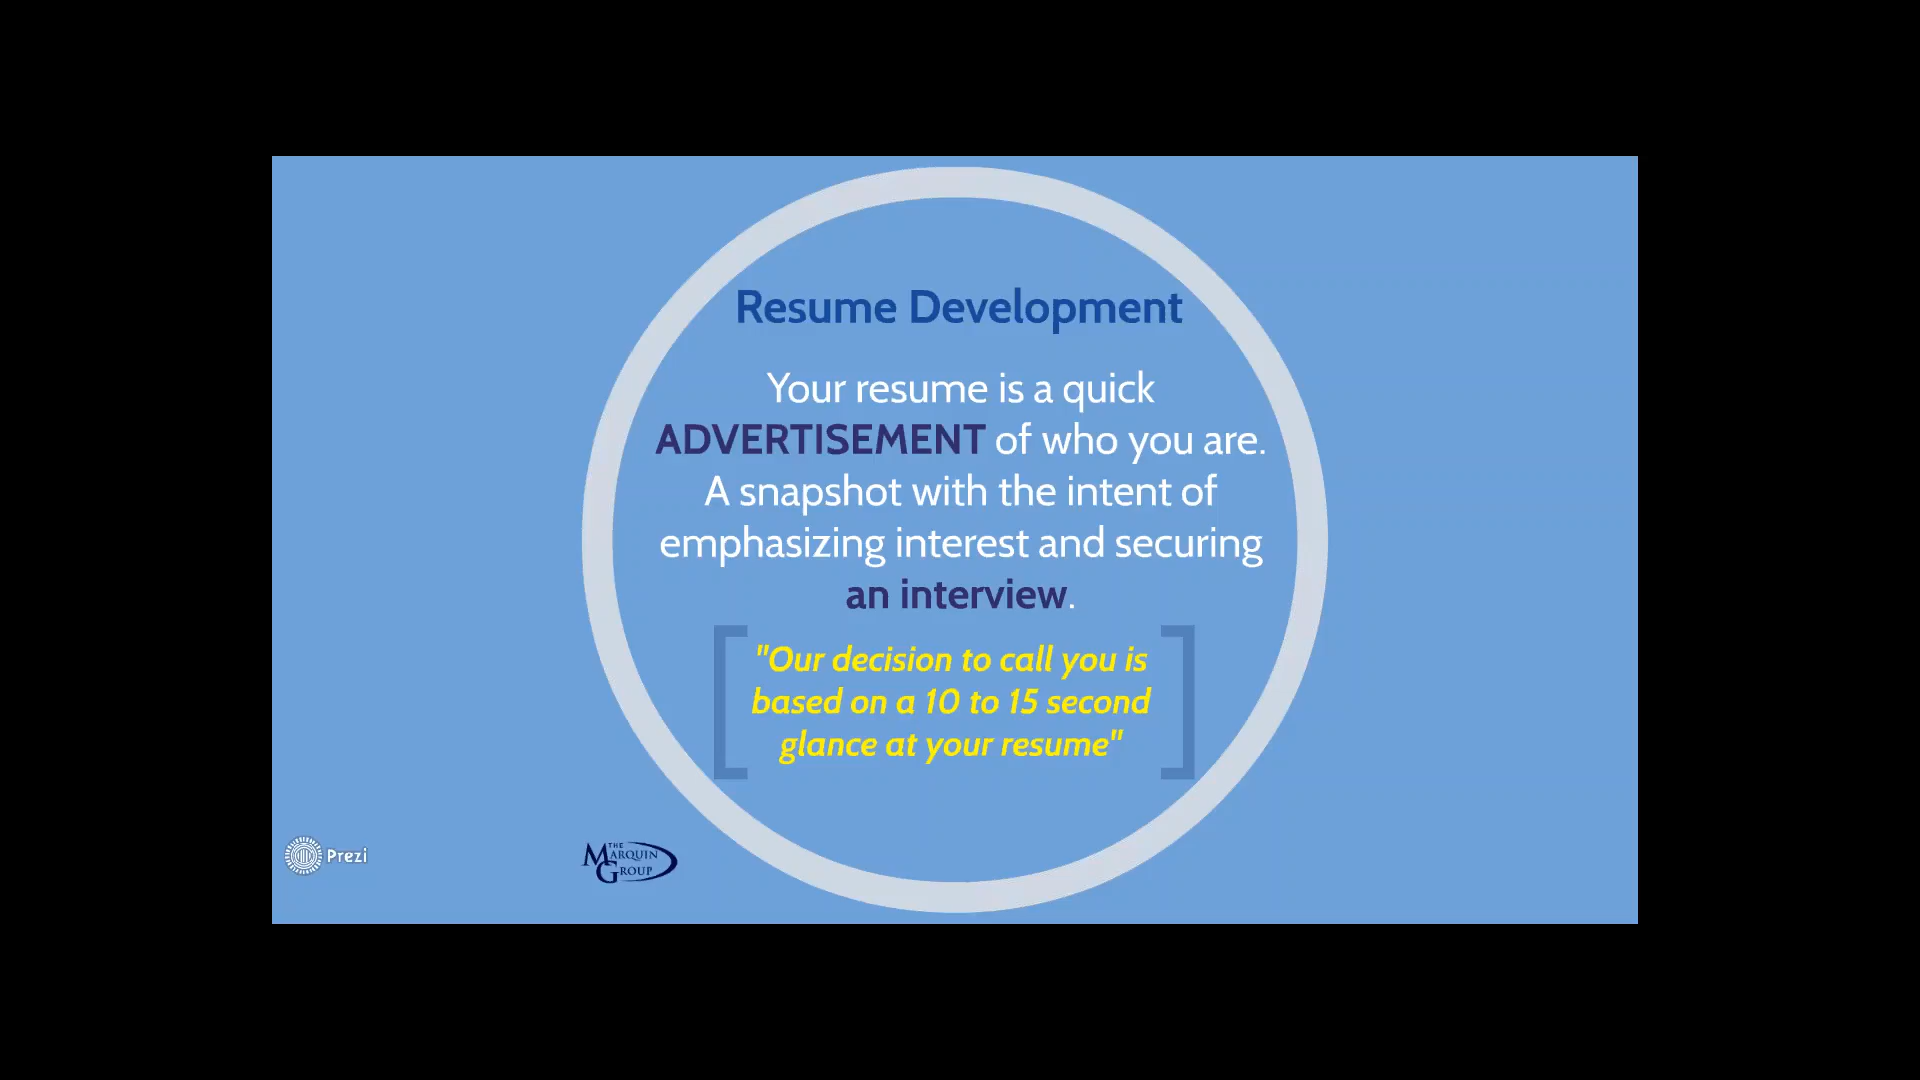 Resume Development
Your resume is a quick
ADVERTISEMENT of who you are.
A snapshot with the intent of
emphasizing interest and securing
an interview.
"Our decision to call you is
based on a 10 to 15 second
glance at your resume"
Prezi
THE
MARQUIN
GROUP